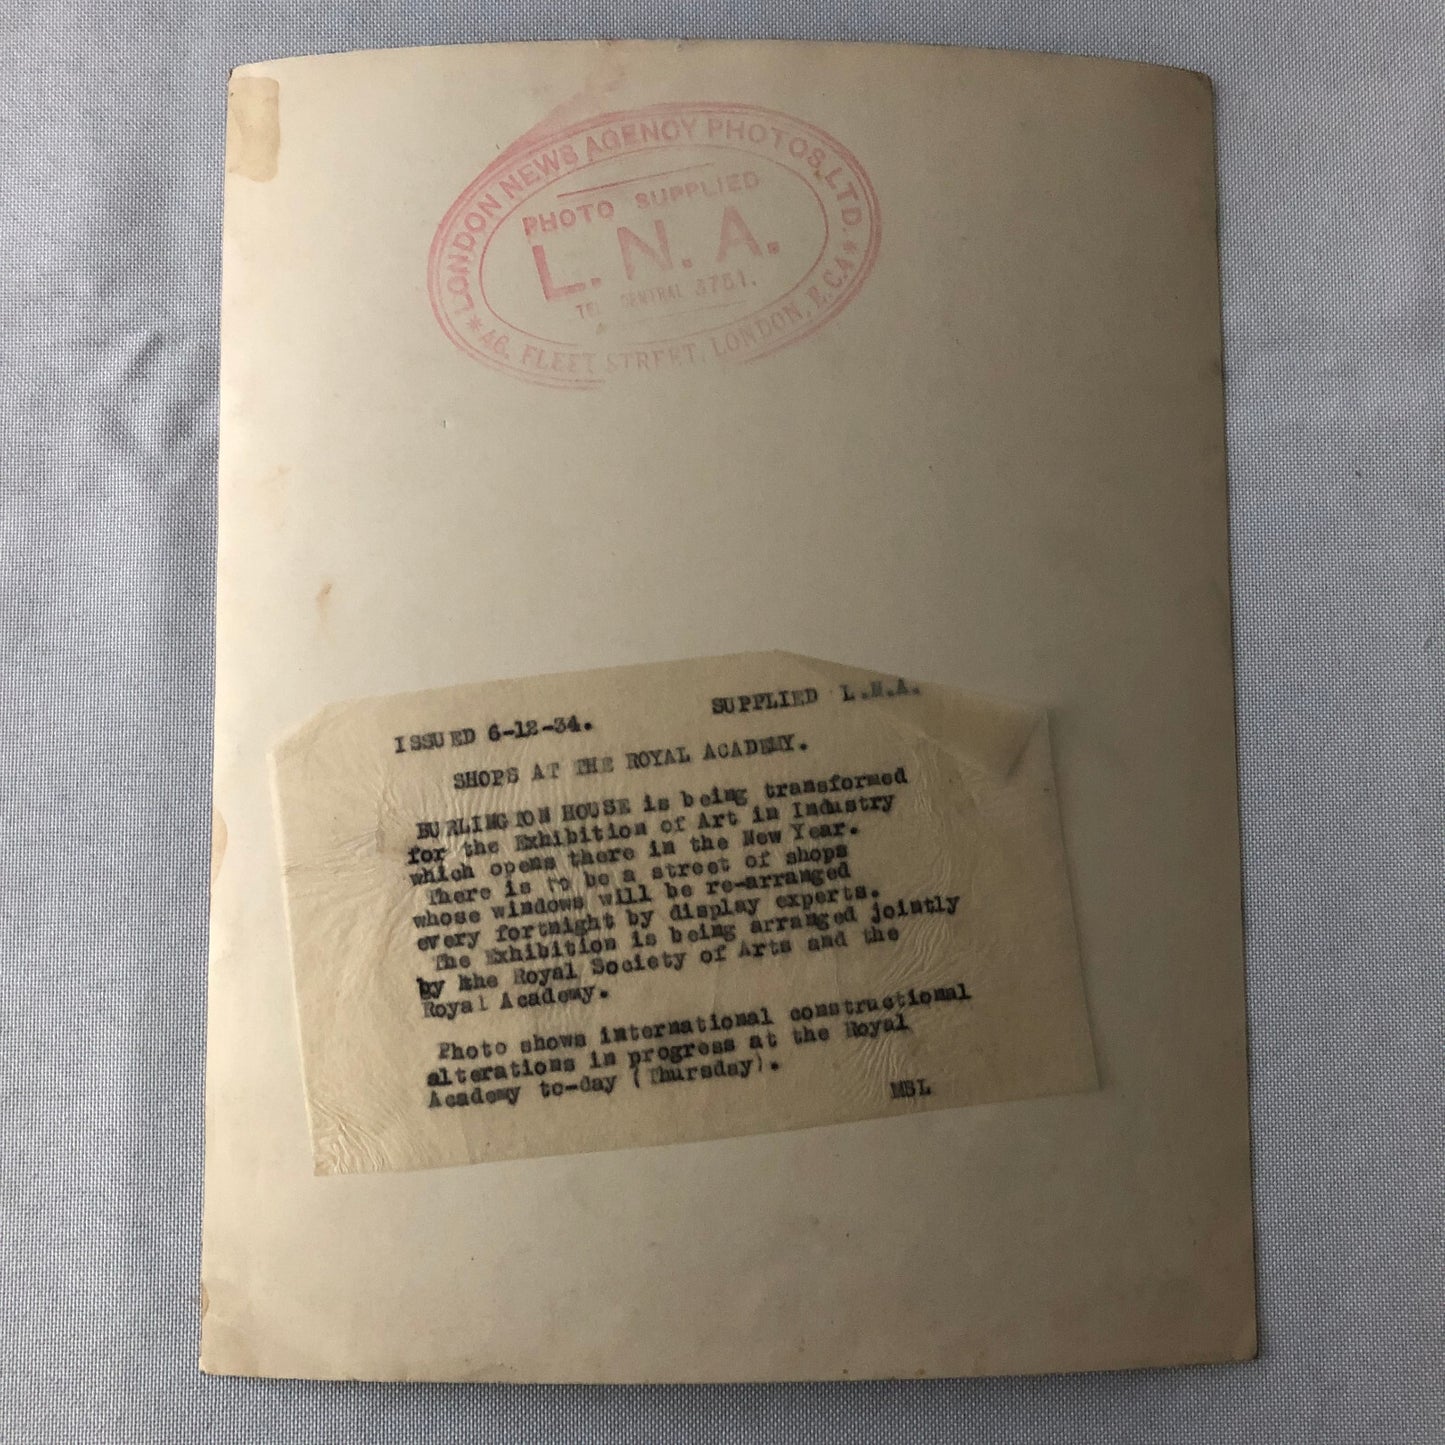 LONDON NEWS AGENCY PHOTOS, LTD.
PHOTO SUPPLIED
L. N. A.
TEL CENTRAL 3751.
* 46, FLEET STREET, LONDON, E.C.4 *
ISSUED 6-12-34. SUPPLIED L.N.A.
SHOPS AT THE ROYAL ACADEMY.
BURLINGTON HOUSE is being transformed
for the Exhibition of Art in Industry
which opens there in the New Year.
There is to be a street of shops
whose windows will be re-arranged
every fortnight by display experts.
The Exhibition is being arranged jointly
by the Royal Society of Arts and the
Royal Academy.
Photo shows international constructional
alterations in progress at the Royal
Academy to-day (Thursday).
MSL